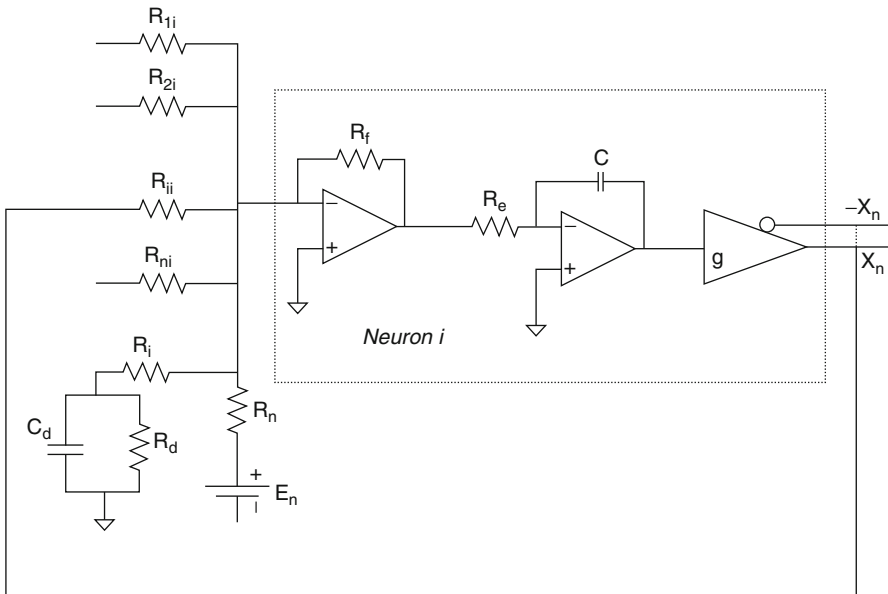 R1i
R2i
Rf
C
Rii
Re
− +
− +
g
−Xn
Xn
Rni
Neuron i
Ri
Rn
Cd
Rd
+
En